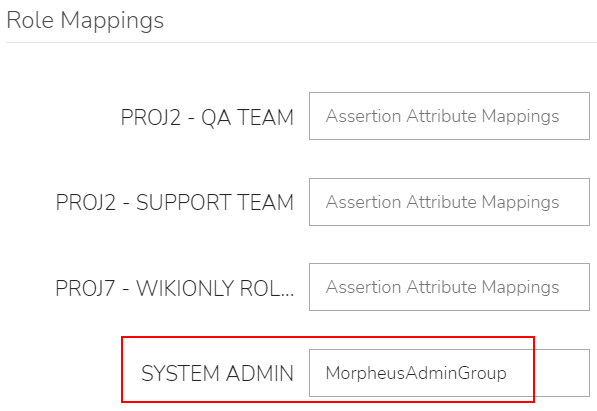 Role Mappings
PROJ2 - QA TEAM Assertion Attribute Mappings
PROJ2 - SUPPORT TEAM Assertion Attribute Mappings
PROJ7 - WIKIONLY ROL... Assertion Attribute Mappings
SYSTEM ADMIN MorpheusAdminGroup